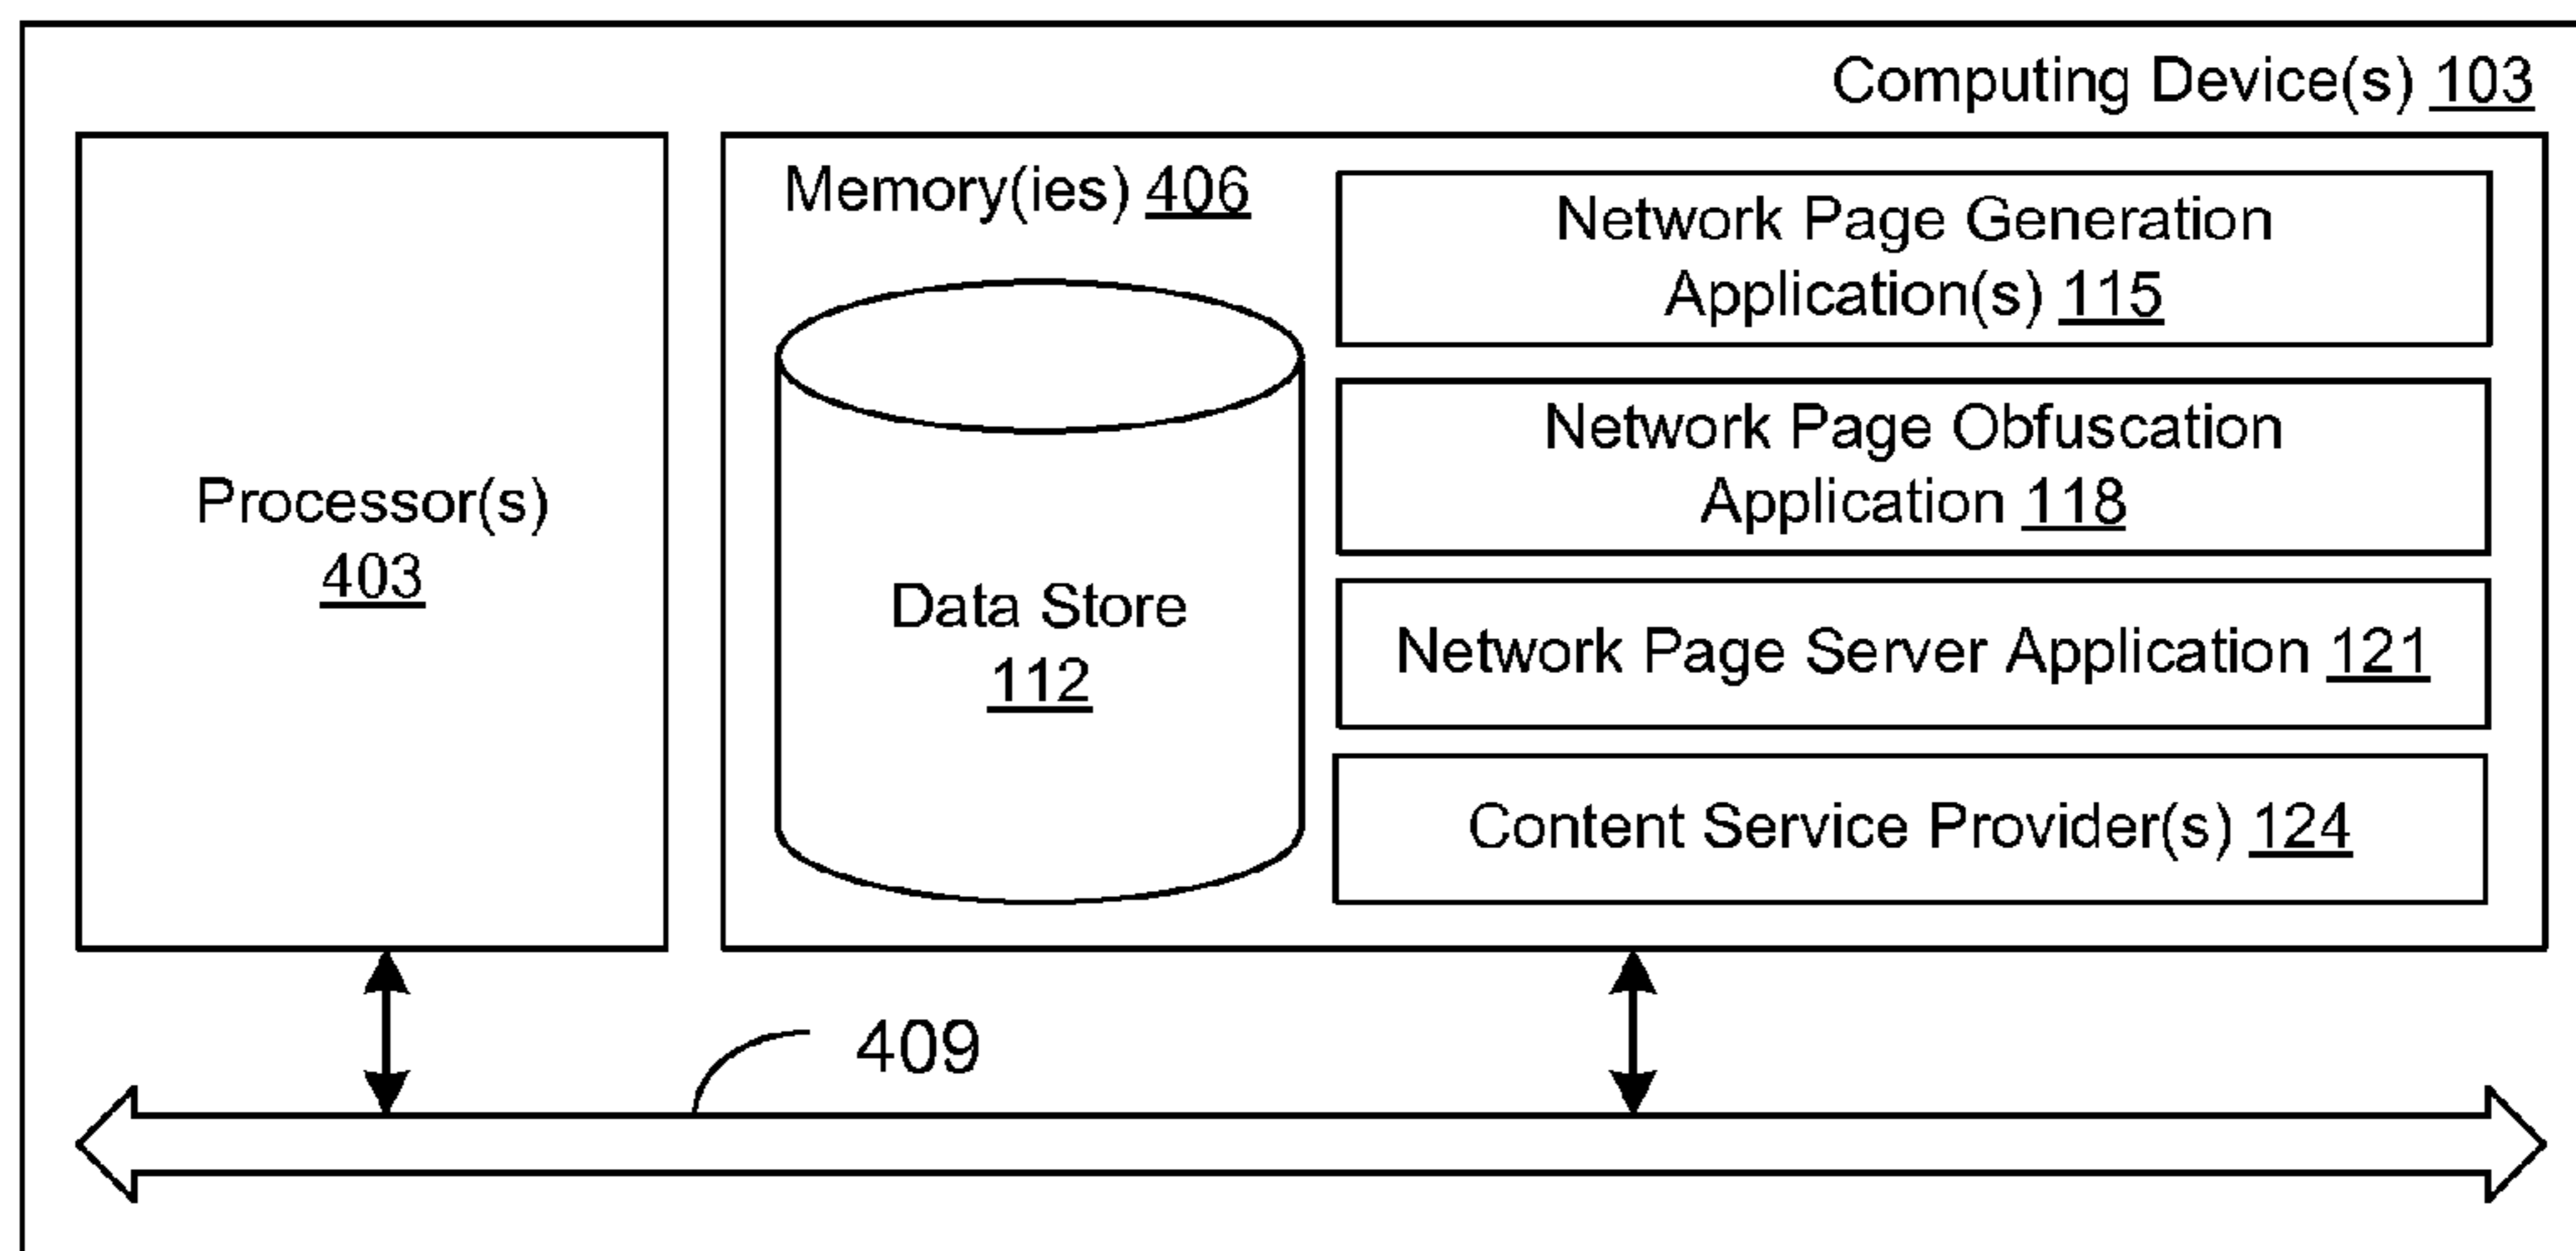 Computing Device(s) 103
Processor(s)
403
Memory(ies) 406
Data Store
112
Network Page Generation
Application(s) 115
Network Page Obfuscation
Application 118
Network Page Server Application 121
Content Service Provider(s) 124
409